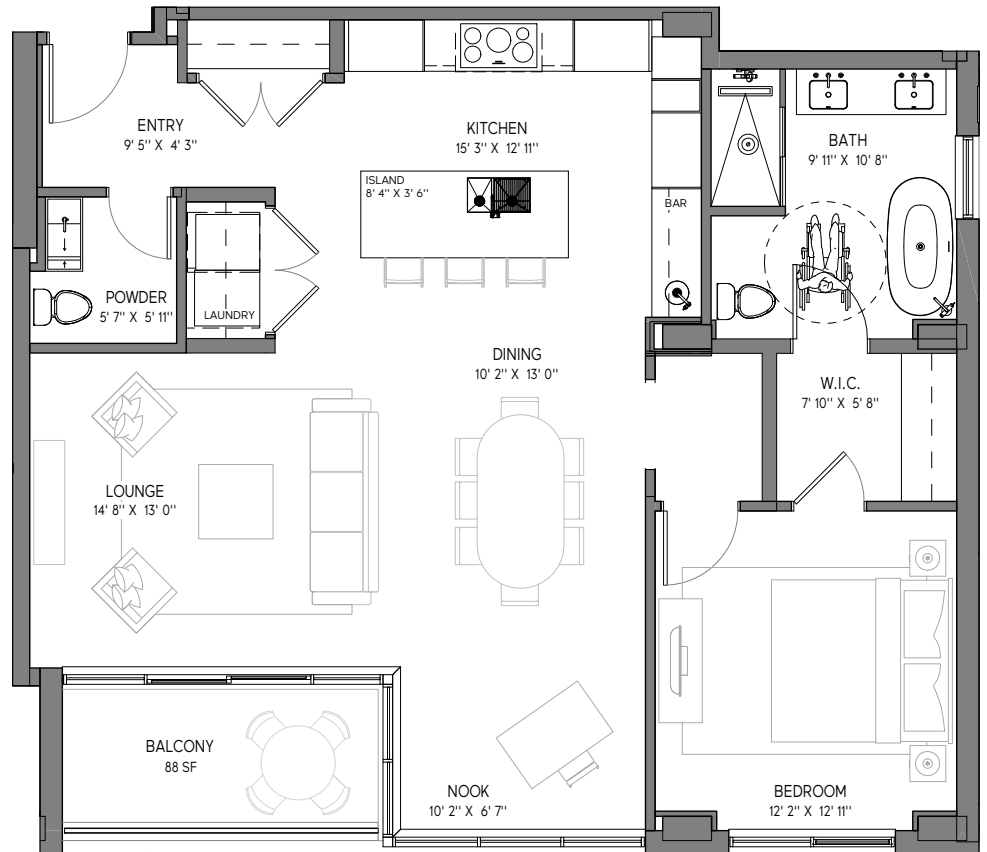 ENTRY
9' 5" X 4' 3"
KITCHEN
15' 3" X 12' 11"
BATH
9' 11" X 10' 8"
ISLAND
8' 4" X 3' 6"
BAR
POWDER
5' 7" X 5' 11"
LAUNDRY
DINING
10' 2" X 13' 0"
W.I.C.
7' 10" X 5' 8"
LOUNGE
14' 8" X 13' 0"
BALCONY
88 SF
NOOK
10' 2" X 6' 7"
BEDROOM
12' 2" X 12' 11"